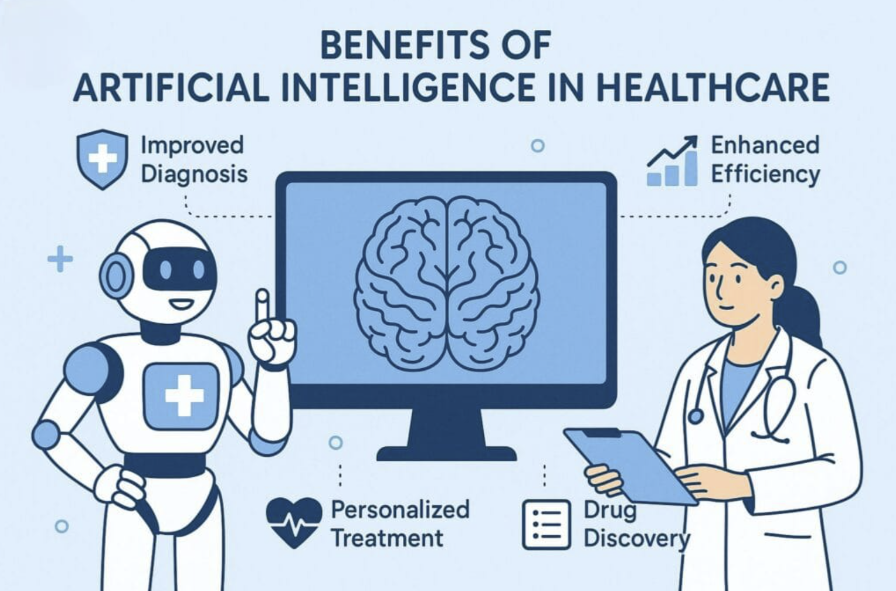 BENEFITS OF
ARTIFICIAL INTELLIGENCE IN HEALTHCARE
Improved
Diagnosis
Enhanced
Efficiency
Personalized
Treatment
Drug
Discovery